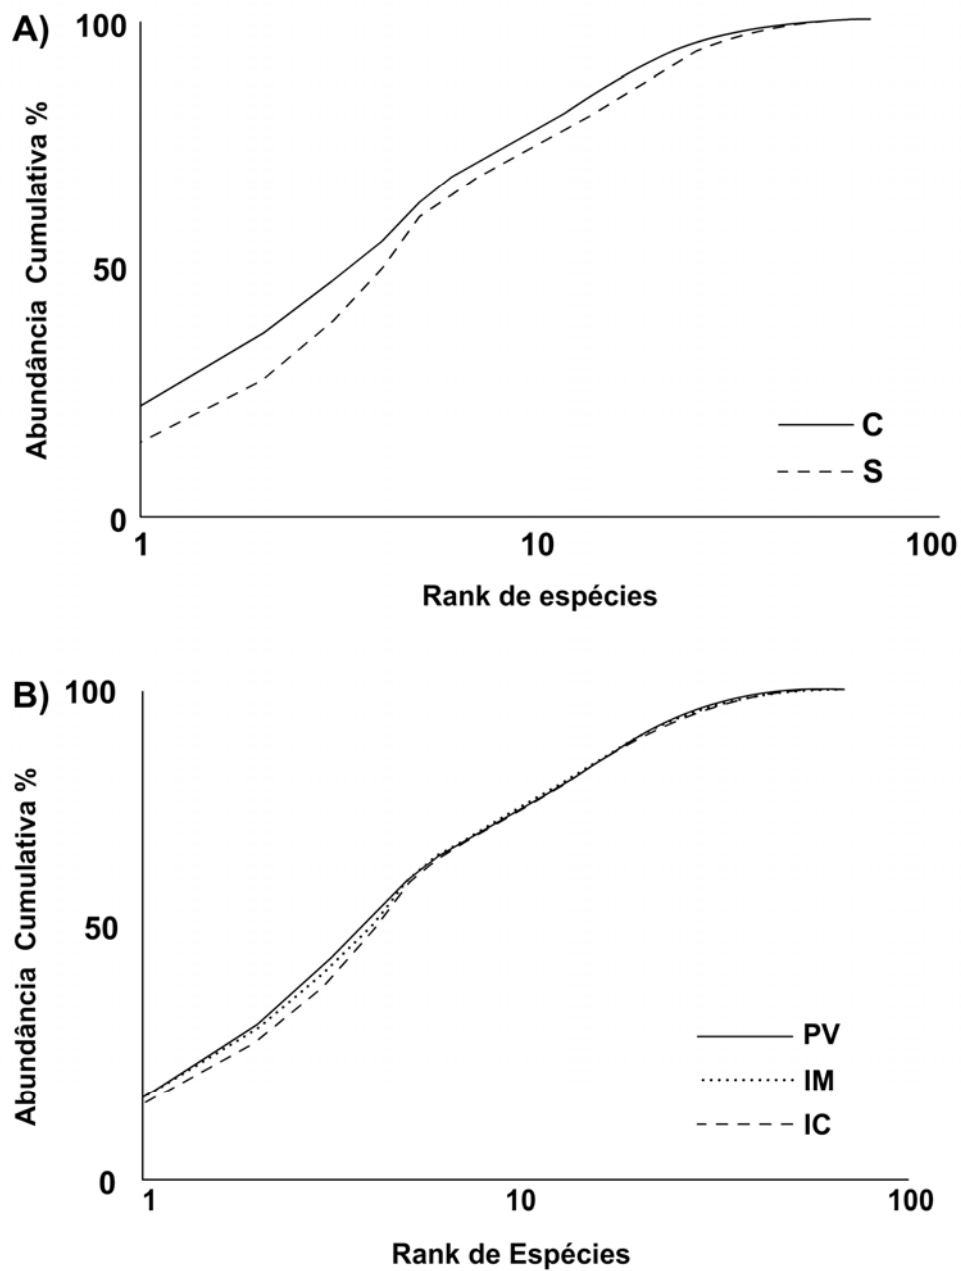 A)
100
50
0
Abundância Cumulativa %
C
S
1 10 100
Rank de espécies
B)
100
50
0
Abundância Cumulativa %
PV
IM
IC
1 10 100
Rank de Espécies